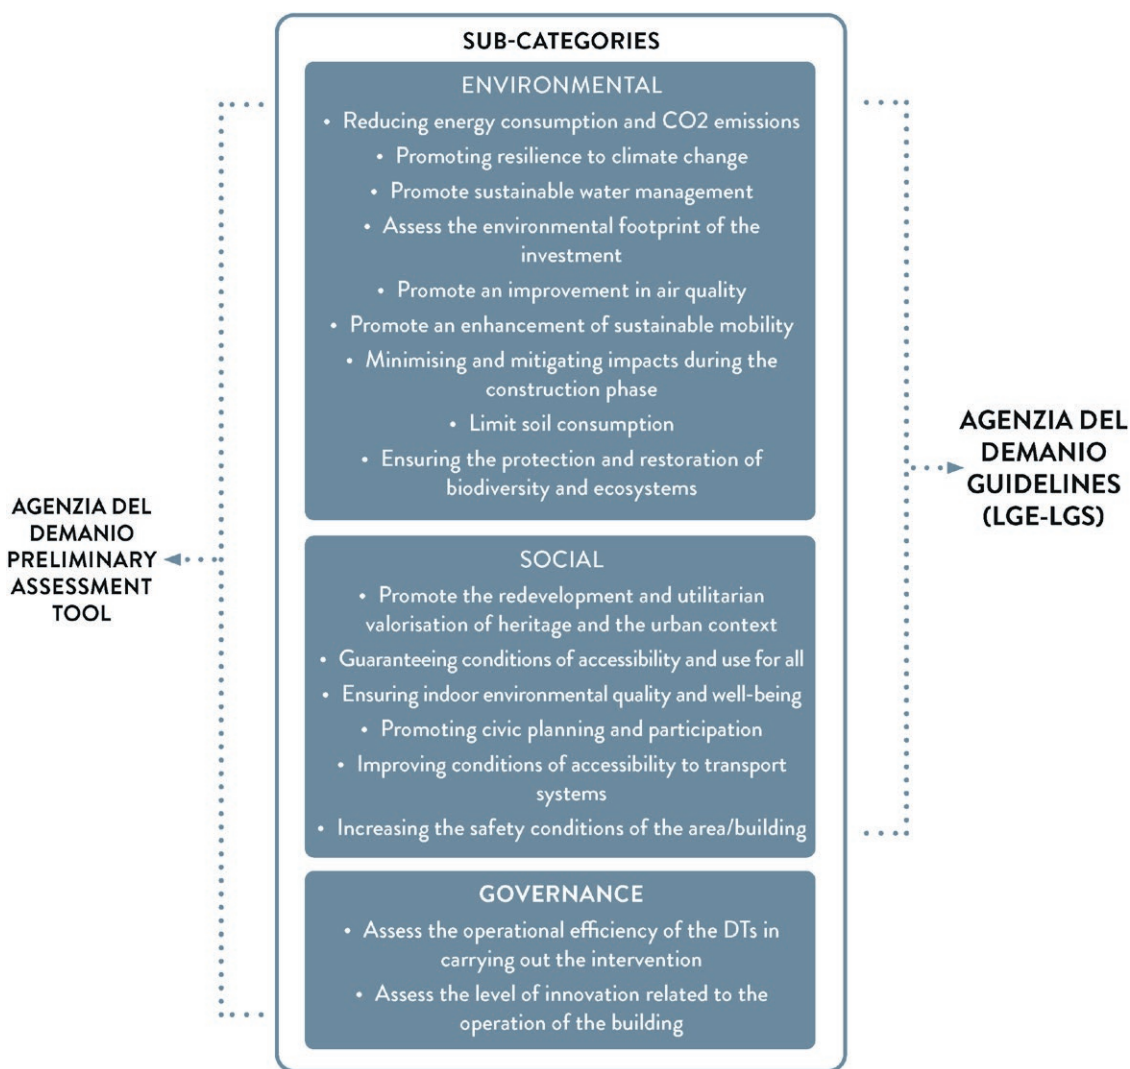 SUB-CATEGORIES
ENVIRONMENTAL
• Reducing energy consumption and CO2 emissions
• Promoting resilience to climate change
• Promote sustainable water management
• Assess the environmental footprint of the
investment
• Promote an improvement in air quality
• Promote an enhancement of sustainable mobility
• Minimising and mitigating impacts during the
construction phase
• Limit soil consumption
• Ensuring the protection and restoration of
biodiversity and ecosystems
SOCIAL
• Promote the redevelopment and utilitarian
valorisation of heritage and the urban context
• Guaranteeing conditions of accessibility and use for all
• Ensuring indoor environmental quality and well-being
• Promoting civic planning and participation
• Improving conditions of accessibility to transport
systems
• Increasing the safety conditions of the area/building
GOVERNANCE
• Assess the operational efficiency of the DTs in
carrying out the intervention
• Assess the level of innovation related to the
operation of the building
AGENZIA DEL
DEMANIO
PRELIMINARY
ASSESSMENT
TOOL
AGENZIA DEL
DEMANIO
GUIDELINES
(LGE-LGS)